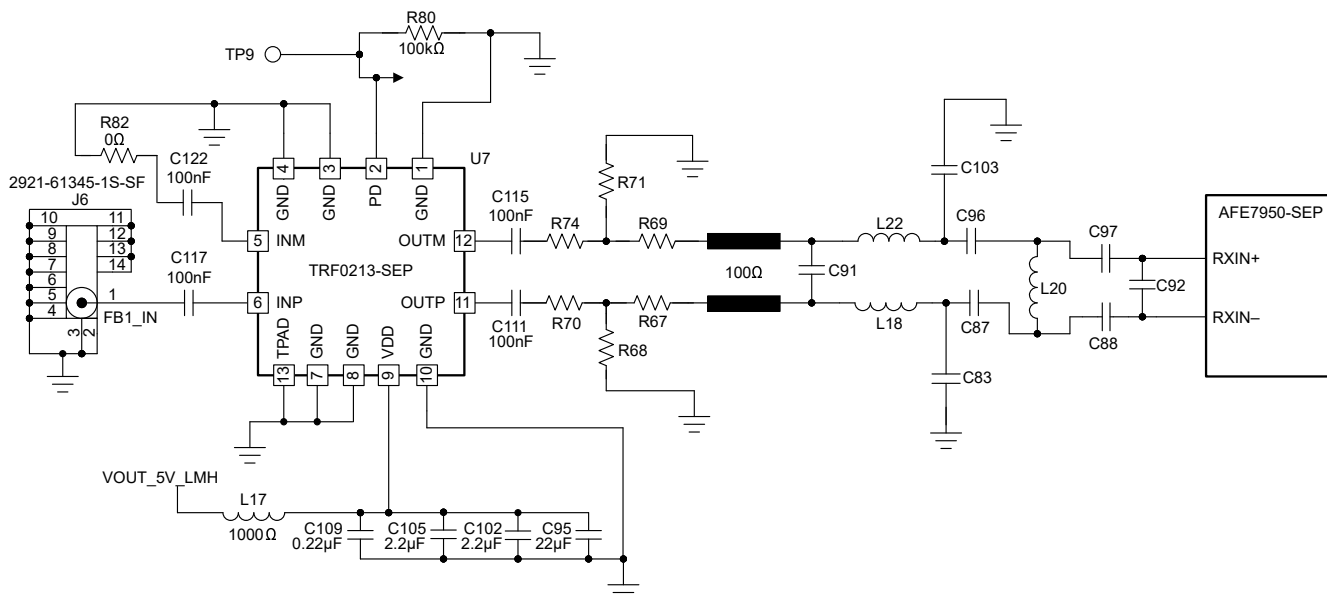 R80
100kΩ
TP9
R82
0Ω
C122
100nF
U7
4
3
2
1
GND
GND
PD
GND
2921-61345-1S-SF
J6
10
9
8
7
6
5
4
11
12
13
14
1
3
2
FB1_IN
C117
100nF
5
INM
6
INP
TRF0213-SEP
OUTM
12
OUTP
11
TPAD
GND
GND
VDD
GND
13
7
8
9
10
C115
100nF
R74
R71
R69
C111
100nF
R70
R67
R68
100Ω
C91
L22
L18
C103
C96
C87
C83
L20
C97
C88
C92
AFE7950-SEP
RXIN+
RXIN–
VOUT_5V_LMH
L17
1000Ω
C109
0.22µF
C105
2.2µF
C102
2.2µF
C95
22µF